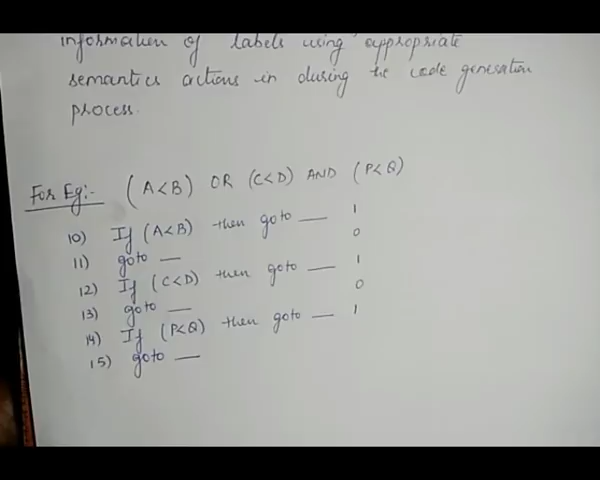 information of labels using appropriate
semantics actions in during the code generation
process.
For Eg:- (A<B) OR (C<D) AND (P<Q)
10) If (A<B) then goto — 1
11) goto — 0
12) If (C<D) then goto — 1
13) goto — 0
14) If (P<Q) then goto — 1
15) goto —